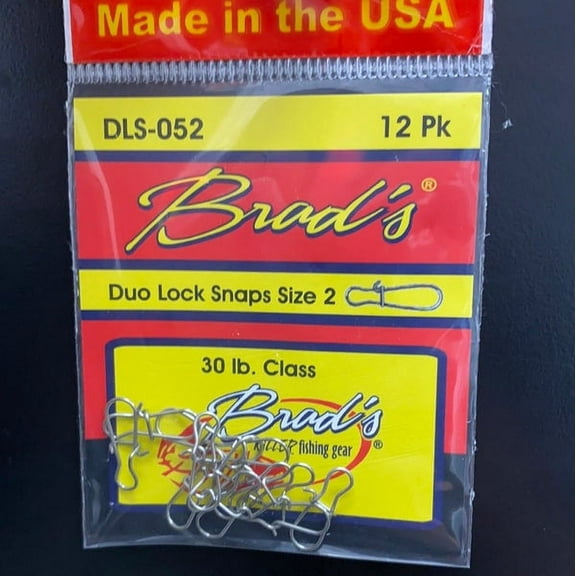 Made in the USA
DLS-052 12 Pk
Brad's®
Duo Lock Snaps Size 2
30 lb. Class
Brad's®
KILLER fishing gear